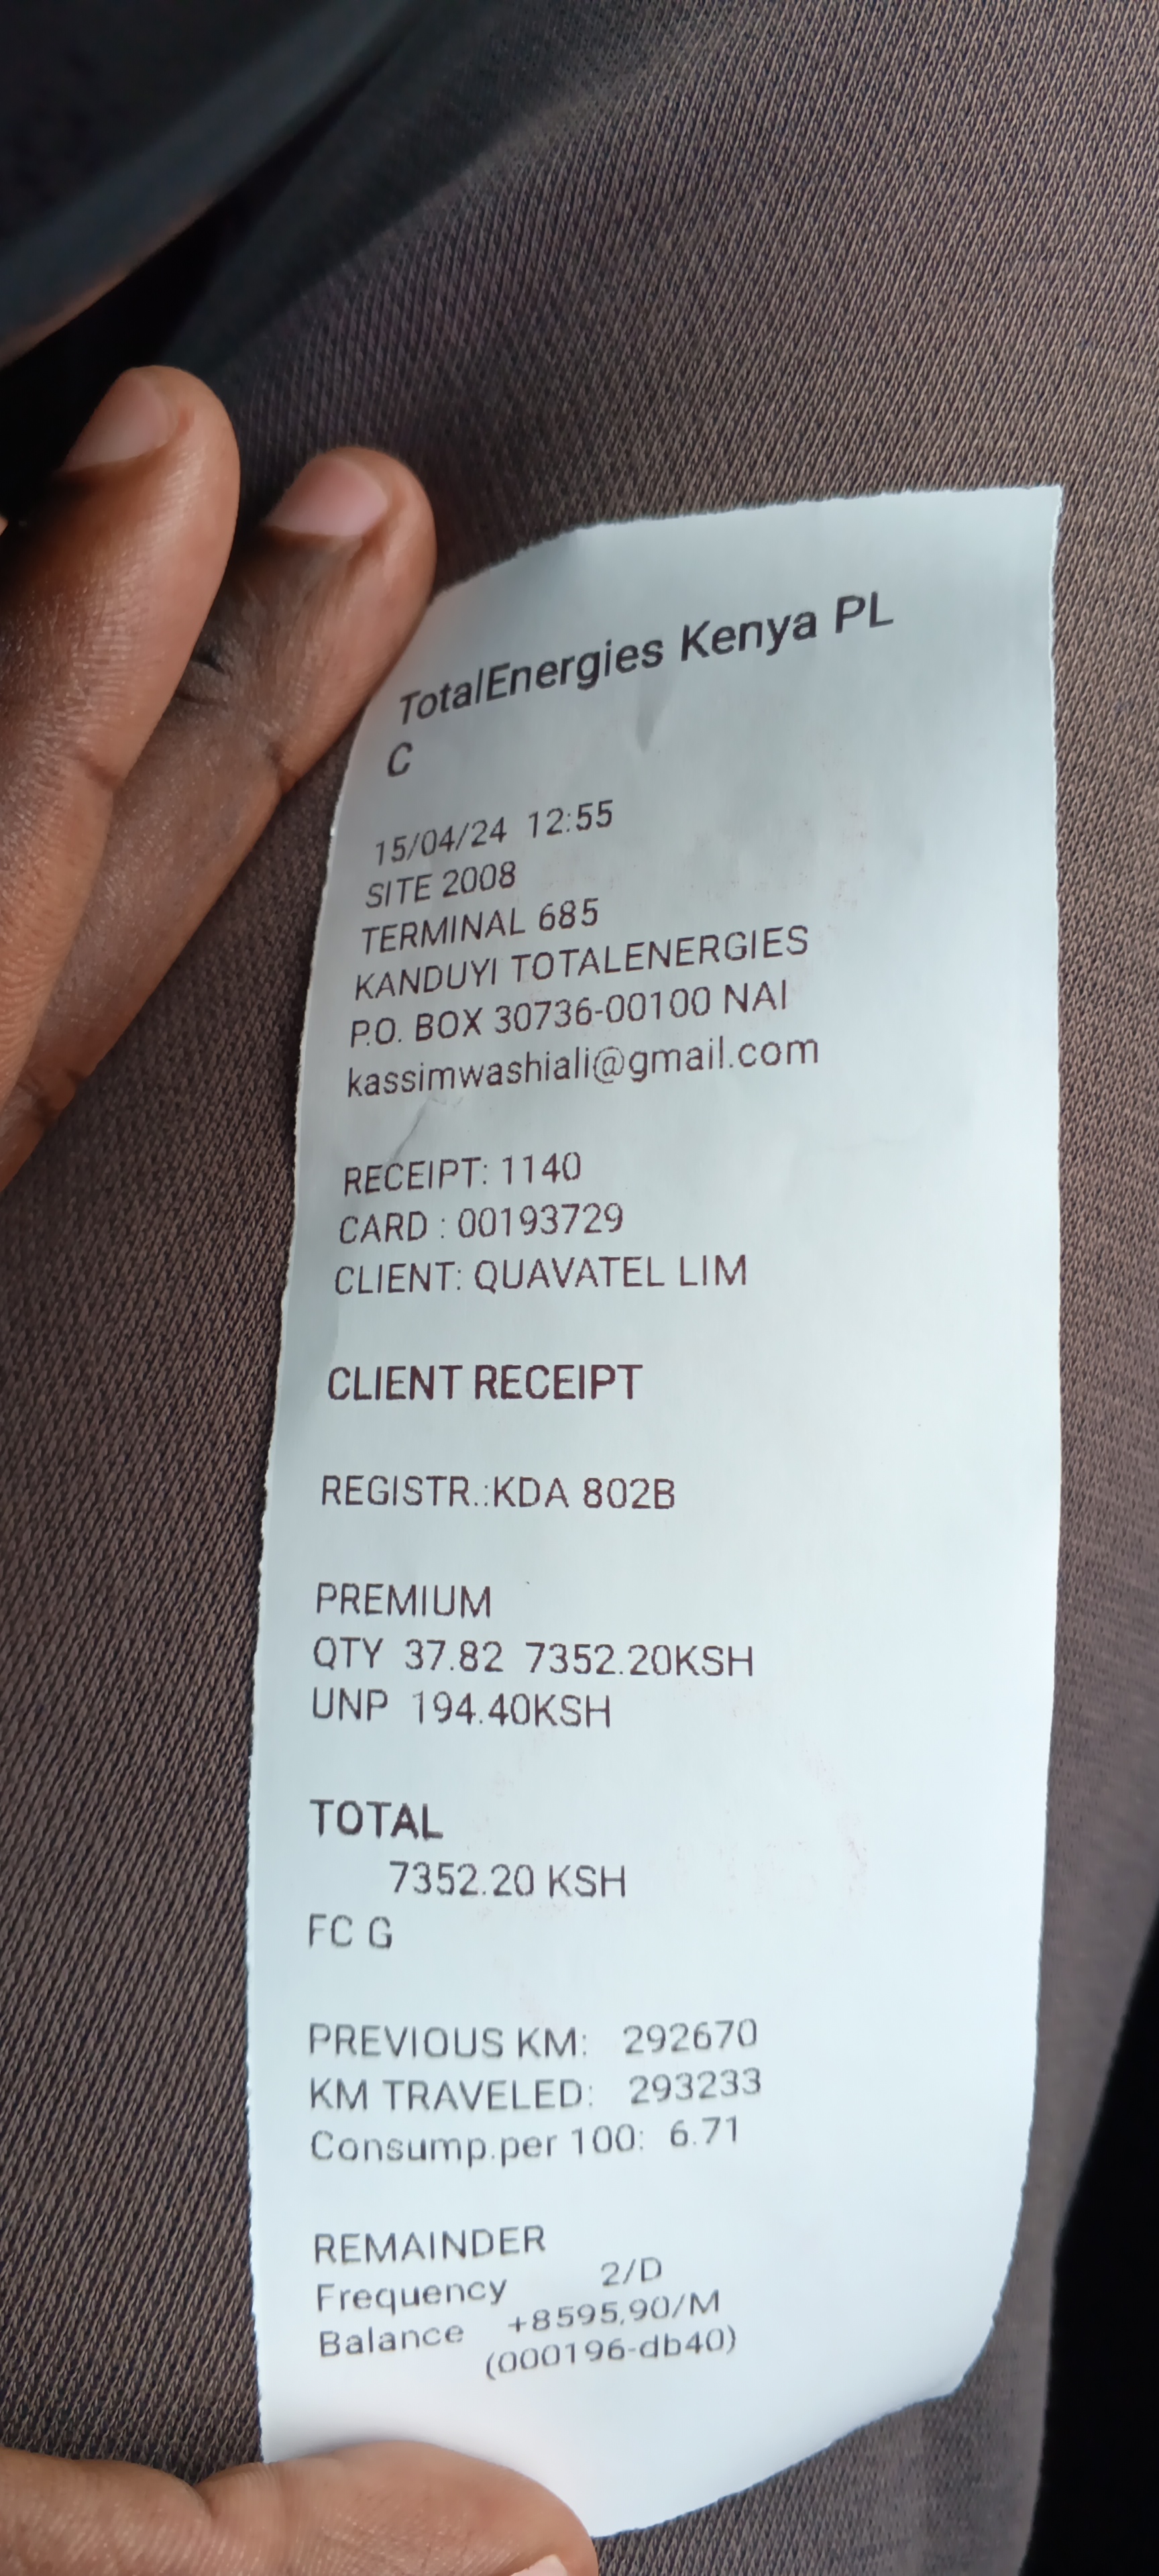 TotalEnergies Kenya PL
C
15/04/24 12:55
SITE 2008
TERMINAL 685
KANDUYI TOTALENERGIES
P.O. BOX 30736-00100 NAI
kassimwashiali@gmail.com
RECEIPT: 1140
CARD : 00193729
CLIENT: QUAVATEL LIM
CLIENT RECEIPT
REGISTR.:KDA 802B
PREMIUM
QTY 37.82 7352.20KSH
UNP 194.40KSH
TOTAL
7352.20 KSH
FC G
PREVIOUS KM: 292670
KM TRAVELED: 293233
Consump.per 100: 6.71
REMAINDER
Frequency 2/D
Balance +8595,90/M
(000196-db40)